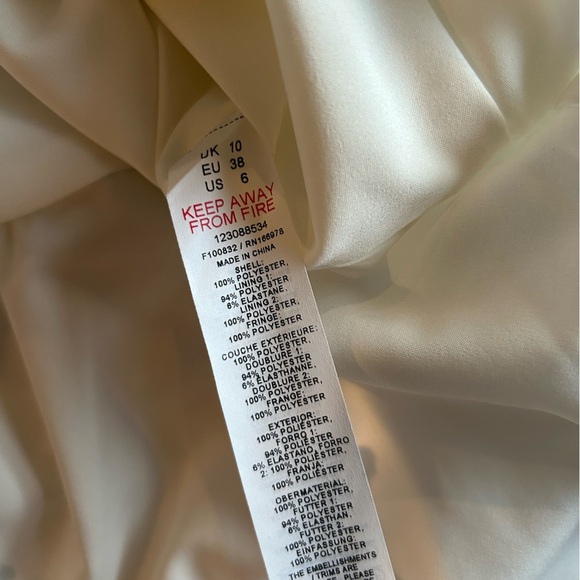 UK 10
EU 38
US 6
KEEP AWAY
FROM FIRE
123088534
F100832 / RN166978
MADE IN CHINA
SHELL:
100% POLYESTER,
LINING 1:
94% POLYESTER
6% ELASTANE.
LINING 2:
100% POLYESTER,
FRINGE:
100% POLYESTER
COUCHE EXTÉRIEURE:
100% POLYESTER,
DOUBLURE 1:
94% POLYESTER
6% ÉLASTHANNE,
DOUBLURE 2:
100% POLYESTER,
FRANGE:
100% POLYESTER
EXTERIOR:
100% POLIÉSTER,
FORRO 1:
94% POLIÉSTER
6% ELASTANO FORRO
2: 100% POLIÉSTER,
FRANJA:
100% POLIÉSTER
OBERMATERIAL:
100% POLYESTER,
FUTTER 1:
94% POLYESTER
6% ELASTHAN.
FUTTER 2:
100% POLYESTER,
EINFASSUNG:
100% POLYESTER
THE EMBELLISHMENTS
/ TRIMS ARE
PLEASE